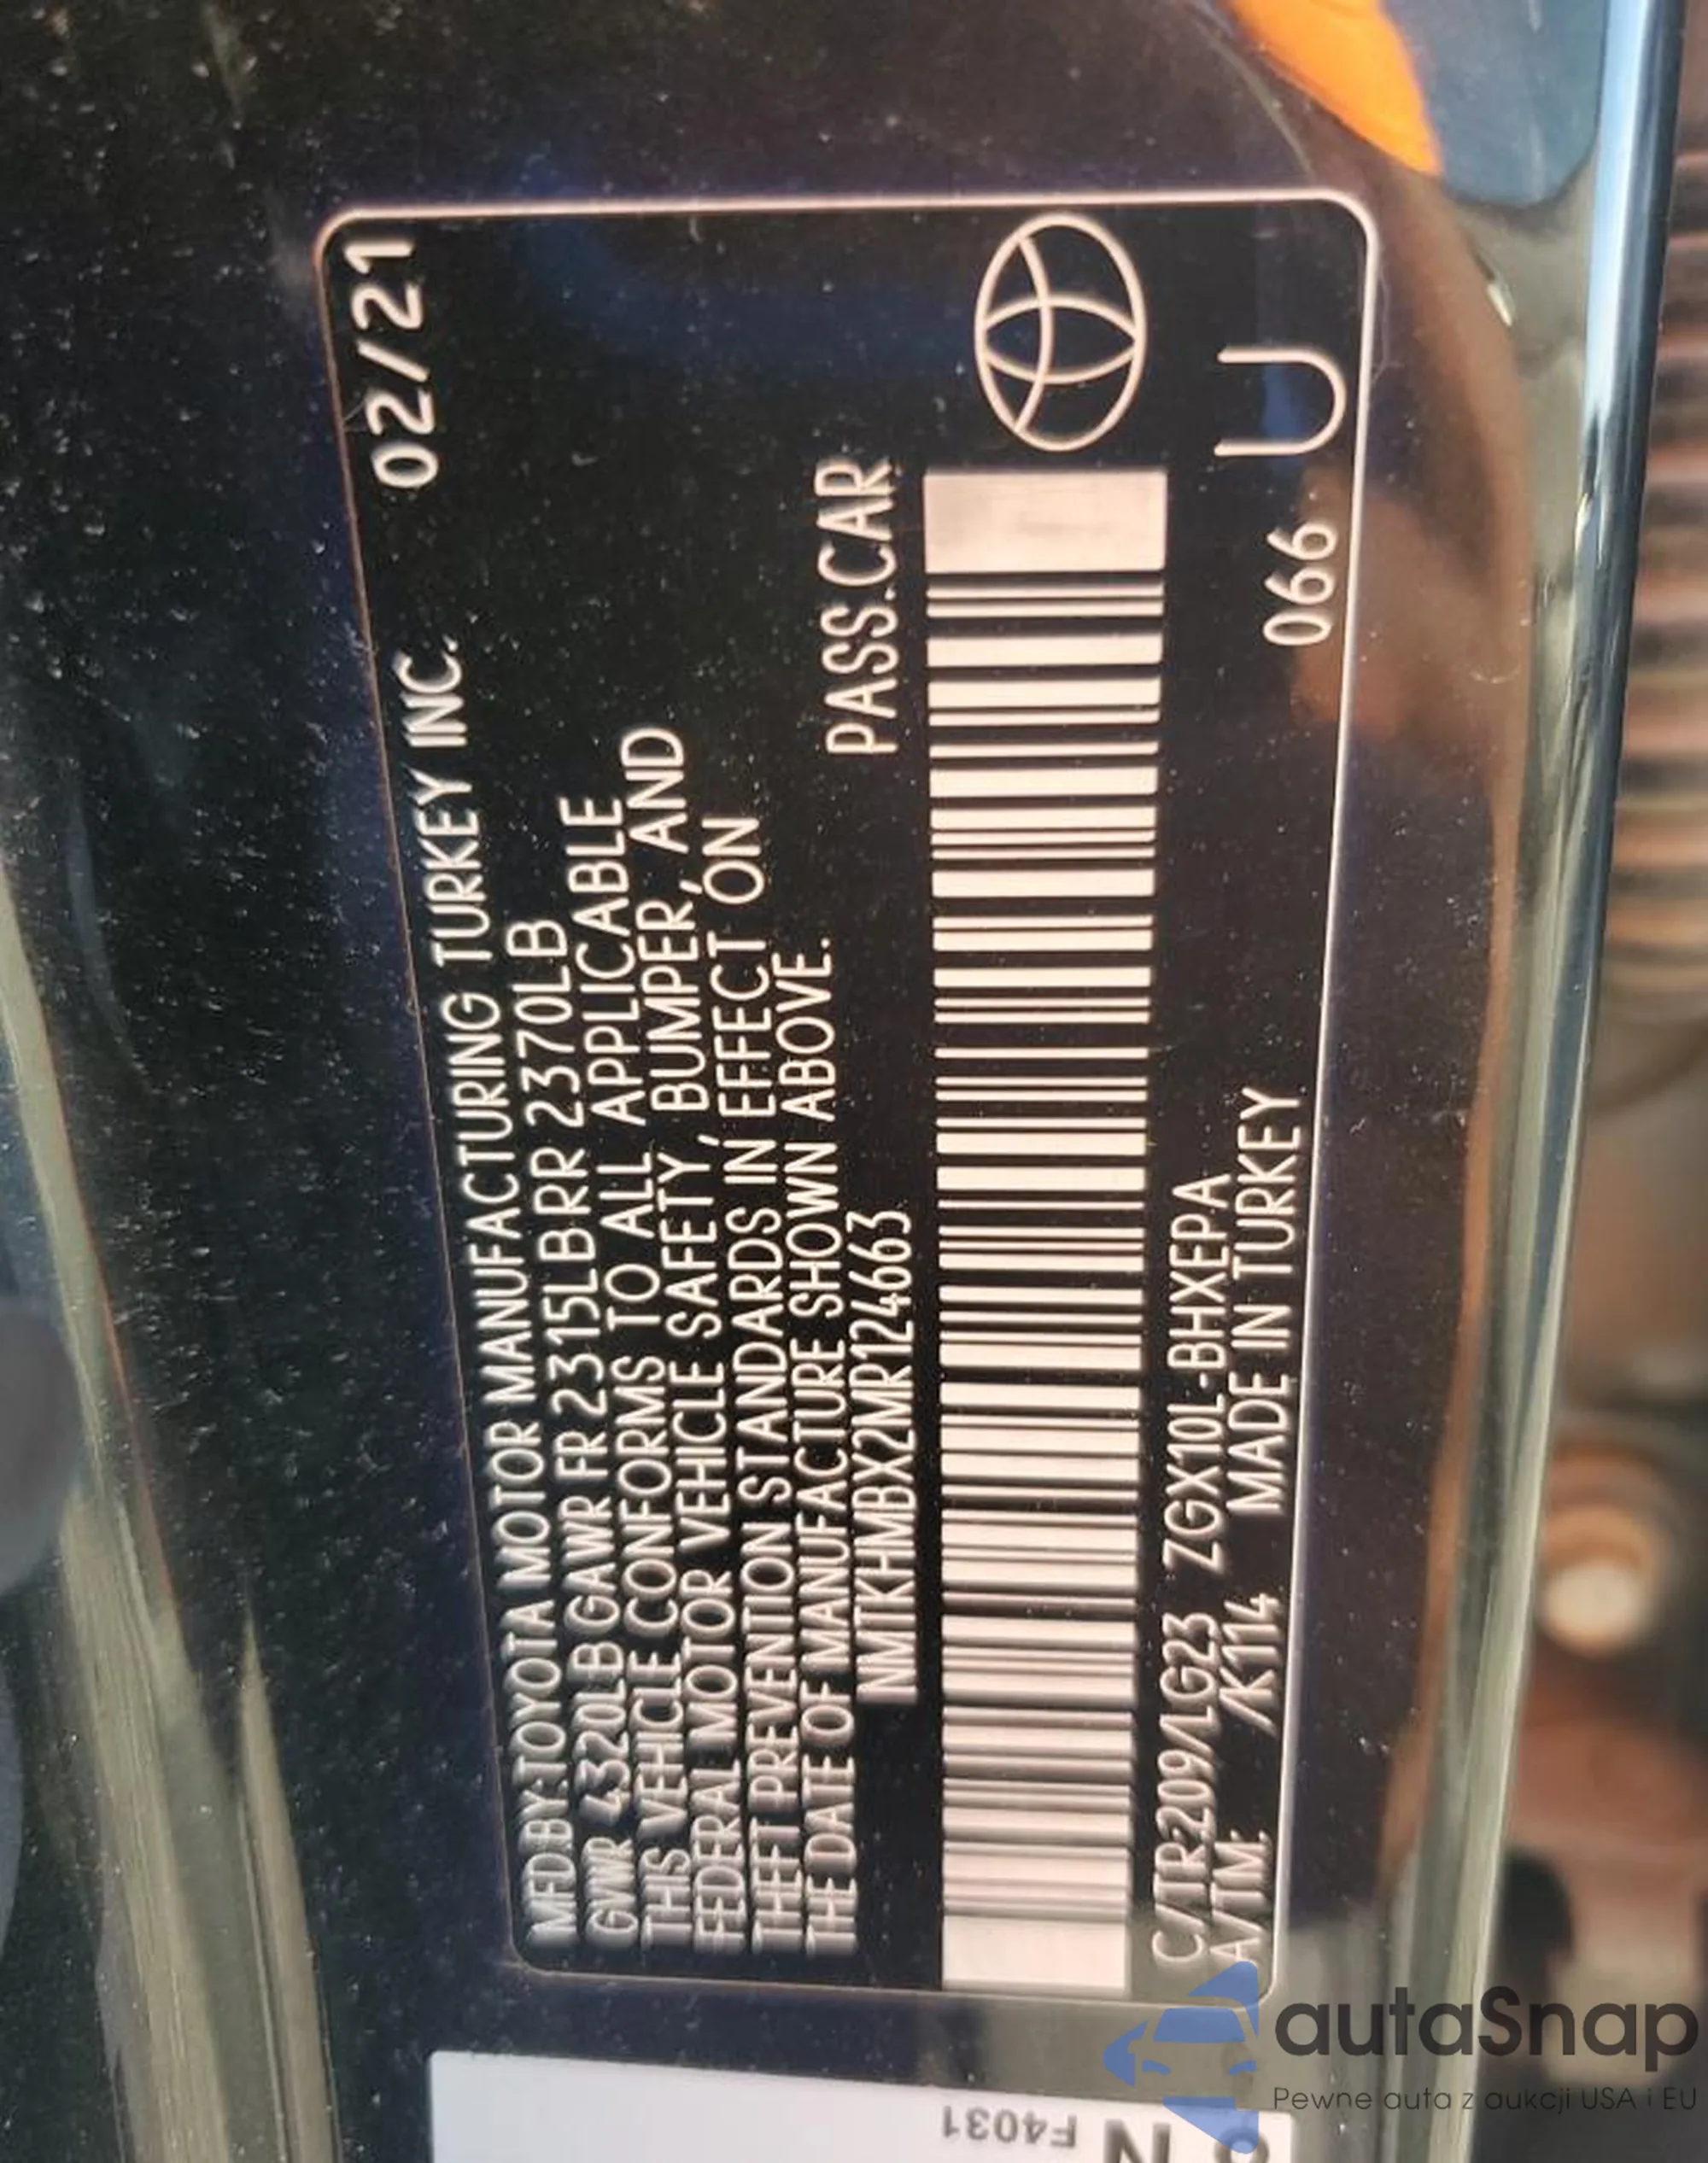 MFD BY:TOYOTA MOTOR MANUFACTURING TURKEY INC. 02/21
GVWR 4320LB GAWR FR 2315LB RR 2370LB
THIS VEHICLE CONFORMS TO ALL APPLICABLE
FEDERAL MOTOR VEHICLE SAFETY, BUMPER, AND
THEFT PREVENTION STANDARDS IN EFFECT ON
THE DATE OF MANUFACTURE SHOWN ABOVE.
NMTKHMBX2MR124663 PASS.CAR
C/TR:209/LG23 ZGX10L-BHXEPA 066 U
A/TM: /K114 MADE IN TURKEY
F4031
N
autaSnap
Pewne auta z aukcji USA i EU